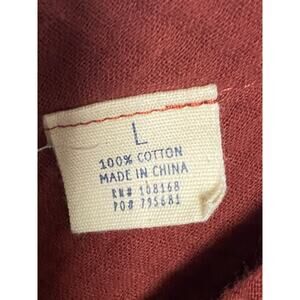 L
100% COTTON
MADE IN CHINA
RN# 108168
PO# 795681